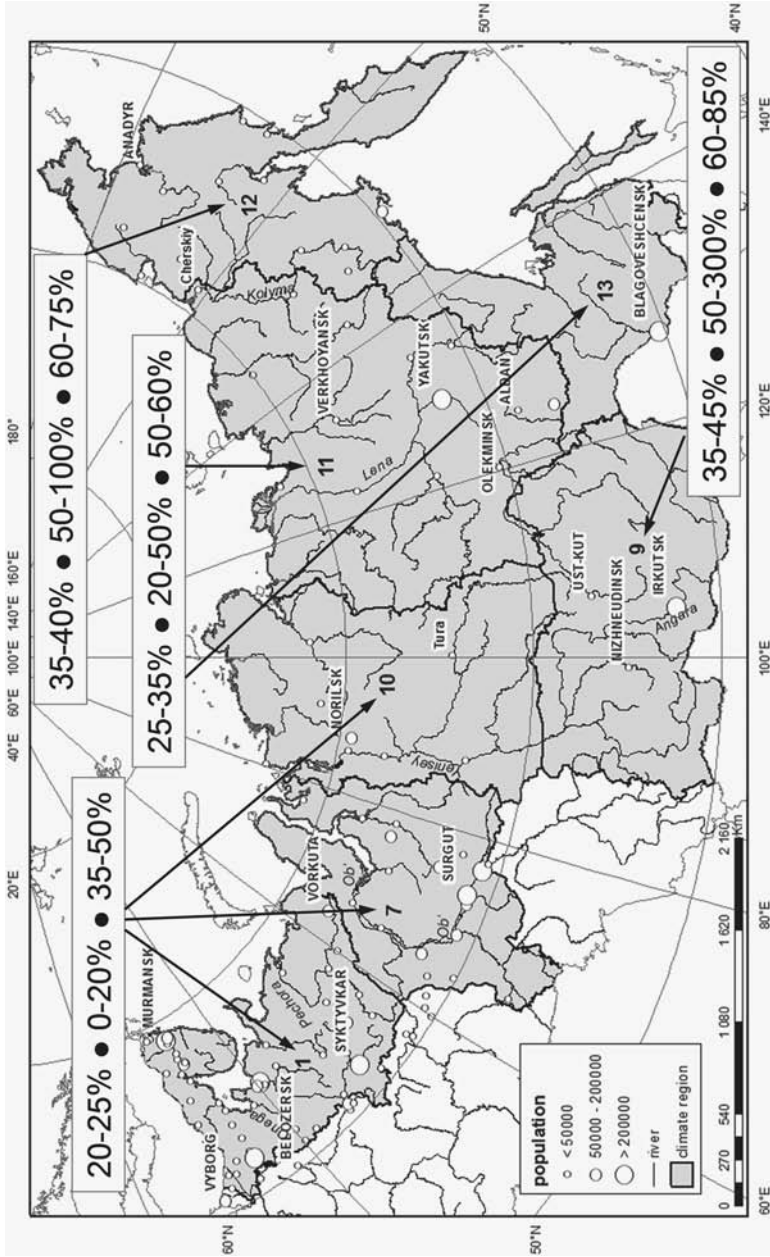 20°E
40°E
60°E
100°E
140°E
160°E
180°
50°N
40°N
60°N
50°N
60°E
80°E
100°E
120°E
140°E
20-25% ● 0-20% ● 35-50%
25-35% ● 20-50% ● 50-60%
35-40% ● 50-100% ● 60-75%
35-45% ● 50-300% ● 60-85%
MURMANSK
VYBORG
BELOZERSK
Onega
Pechora
SYKTYVKAR
1
VORKUTA
Ob'
7
Ob'
SURGUT
NORILSK
10
Yenisey
Tura
11
Lena
VERKHOYANSK
YAKUTSK
OLEKMINSK
ALDAN
Kolyma
Cherskiy
ANADYR
12
13
BLAGOVESHCENSK
UST-KUT
NIZHNEUDINSK
9
IRKUTSK
Angara
population
< 50000
50000 - 200000
> 200000
river
climate region
0 270 540 1 080 1 620 2 160
Km